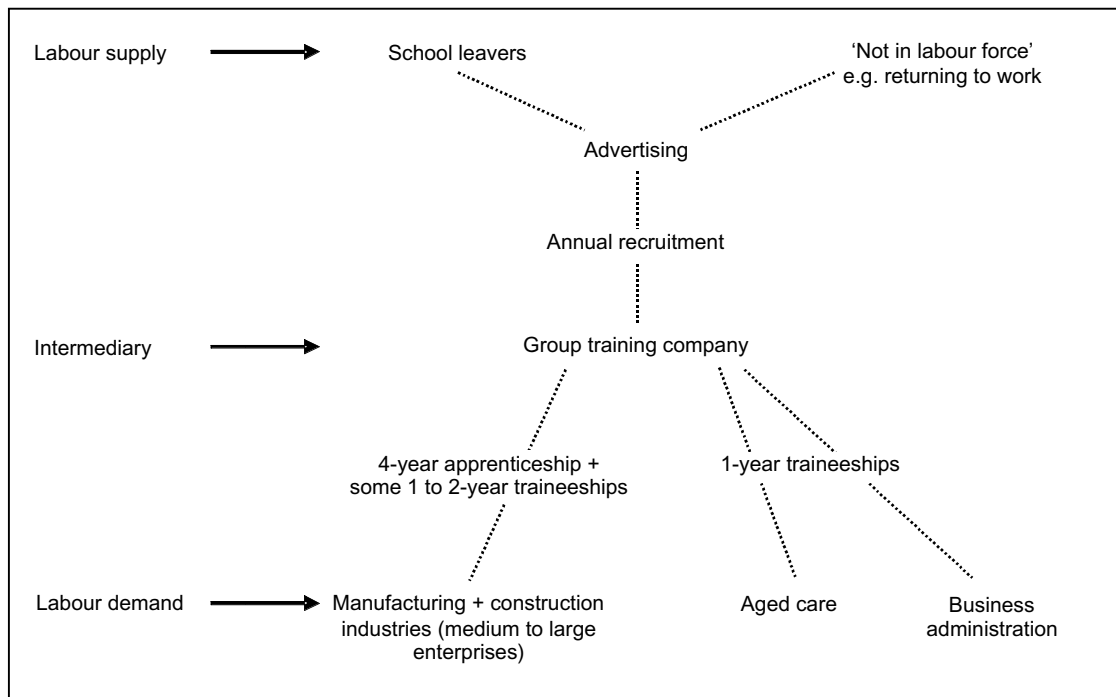 Labour supply
School leavers
‘Not in labour force’
e.g. returning to work
Advertising
Annual recruitment
Intermediary
Group training company
4-year apprenticeship +
some 1 to 2-year traineeships
1-year traineeships
Labour demand
Manufacturing + construction
industries (medium to large
enterprises)
Aged care
Business
administration